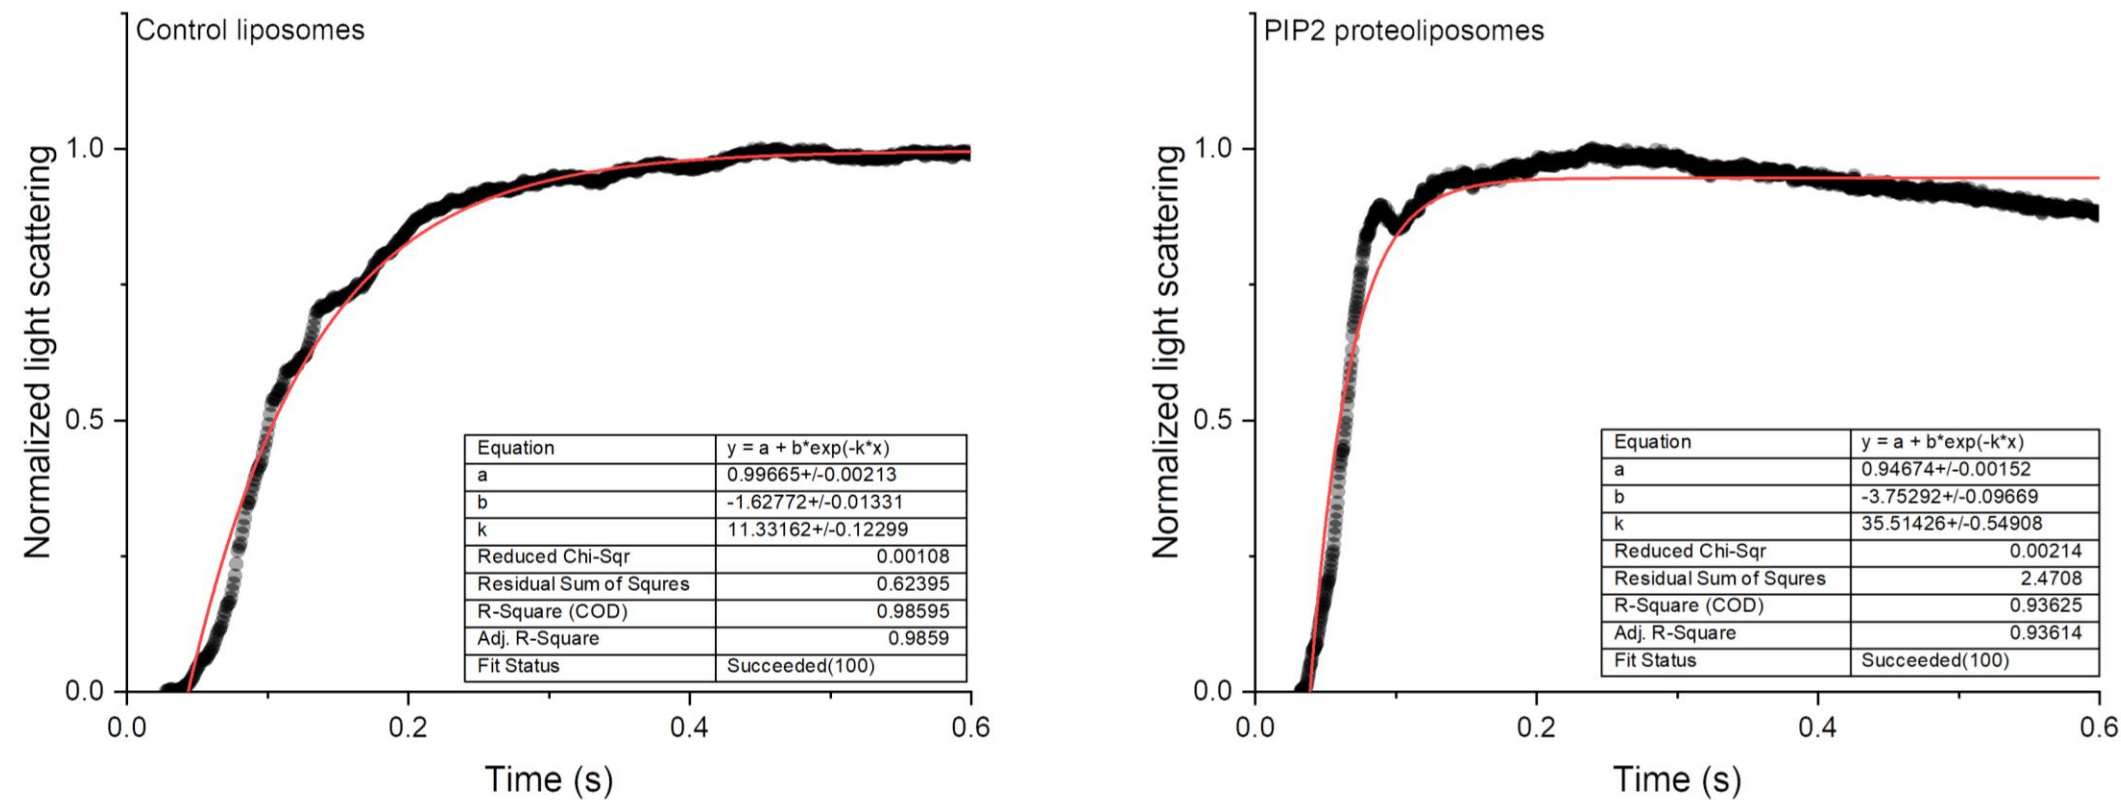 Control liposomes
Normalized light scattering
1.0
0.5
0.0
0.0 0.2 0.4 0.6
Time (s)
Equation y = a + b*exp(-k*x)
a 0.99665+/-0.00213
b -1.62772+/-0.01331
k 11.33162+/-0.12299
Reduced Chi-Sqr 0.00108
Residual Sum of Squres 0.62395
R-Square (COD) 0.98595
Adj. R-Square 0.9859
Fit Status Succeeded(100)
PIP2 proteoliposomes
Normalized light scattering
1.0
0.5
0.0
0.0 0.2 0.4 0.6
Time (s)
Equation y = a + b*exp(-k*x)
a 0.94674+/-0.00152
b -3.75292+/-0.09669
k 35.51426+/-0.54908
Reduced Chi-Sqr 0.00214
Residual Sum of Squres 2.4708
R-Square (COD) 0.93625
Adj. R-Square 0.93614
Fit Status Succeeded(100)